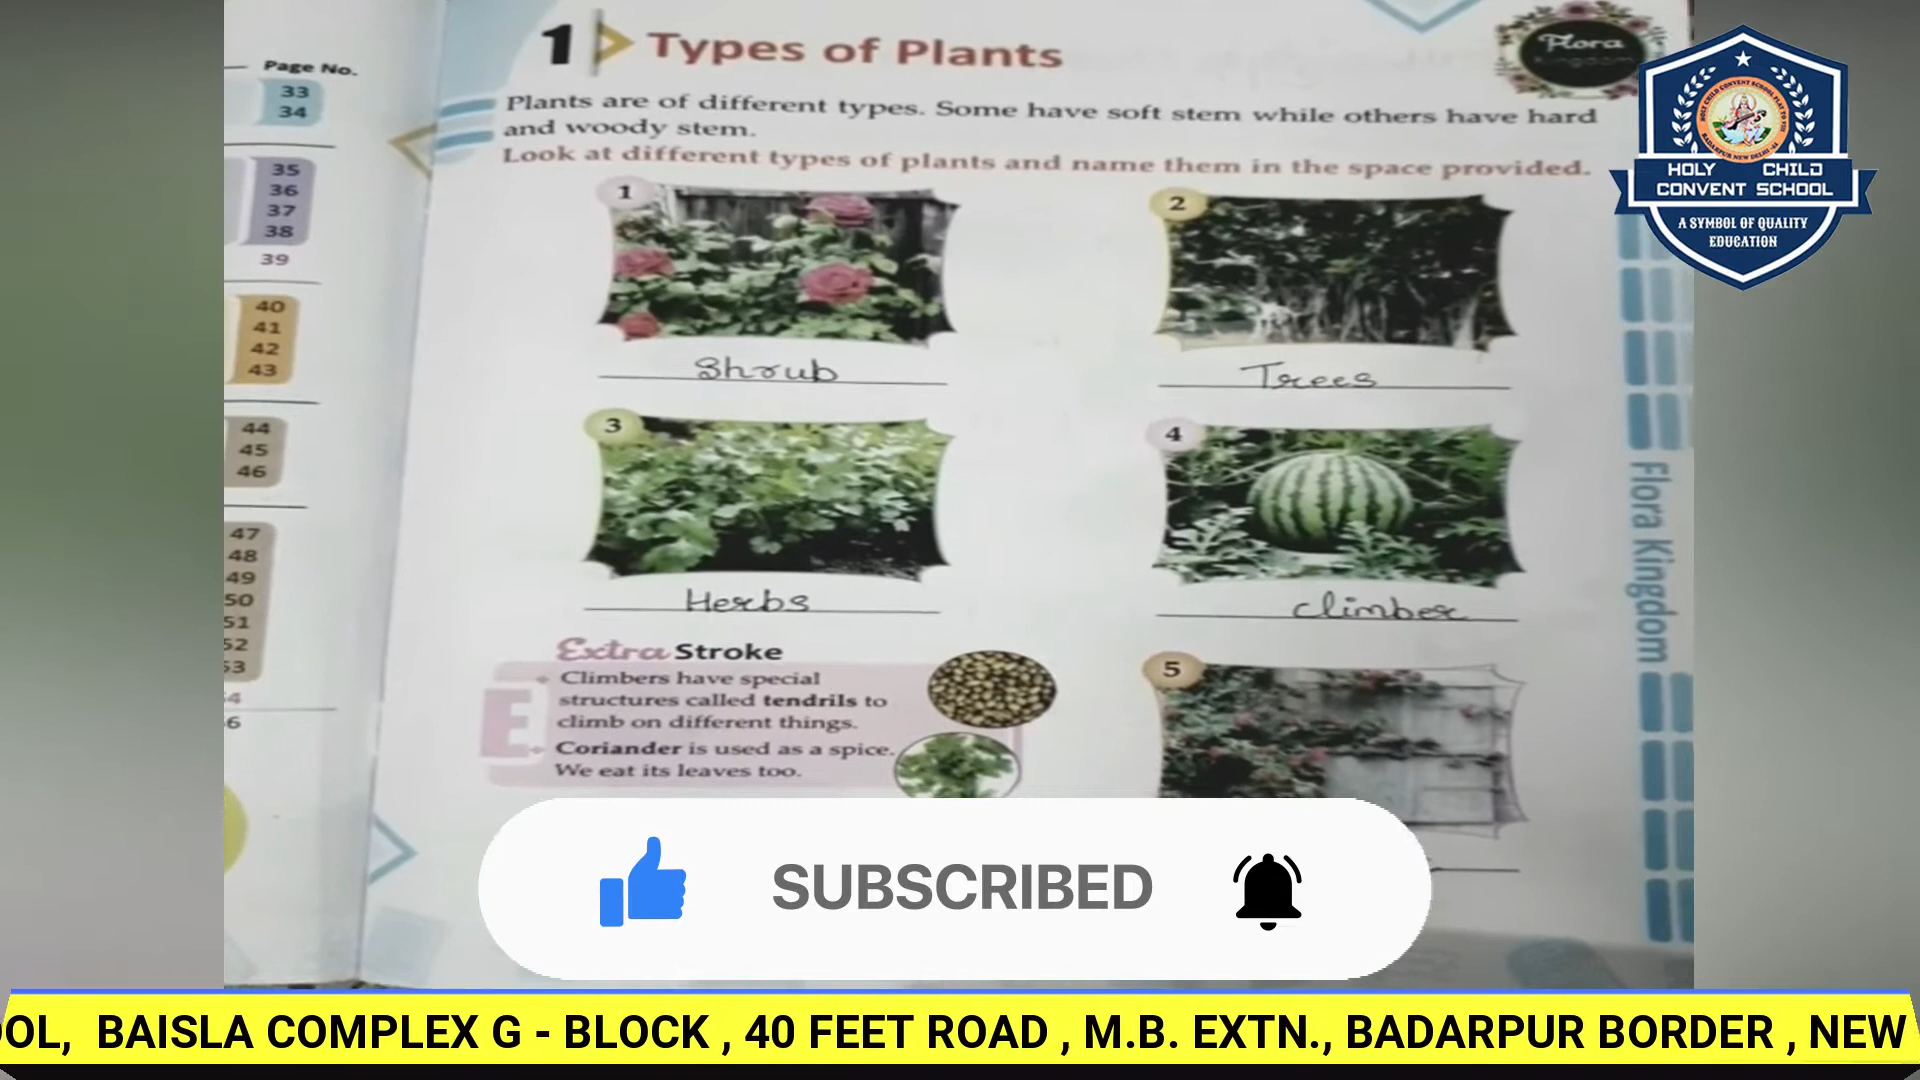 Page No.
33
34
35
36
37
38
39
40
41
42
43
44
45
46
47
48
49
50
51
52
53
1 Types of Plants
Flora
Kingdom
Plants are of different types. Some have soft stem while others have hard
and woody stem.
Look at different types of plants and name them in the space provided.
1
2
Shrub
Trees
3
4
Herbs
climber
Extra Stroke
E
Climbers have special
structures called tendrils to
climb on different things.
Coriander is used as a spice.
We eat its leaves too.
5
Flora Kingdom
HOLY CHILD
CONVENT SCHOOL
A SYMBOL OF QUALITY
EDUCATION
SUBSCRIBED
OOL, BAISLA COMPLEX G - BLOCK , 40 FEET ROAD , M.B. EXTN., BADARPUR BORDER , NEW